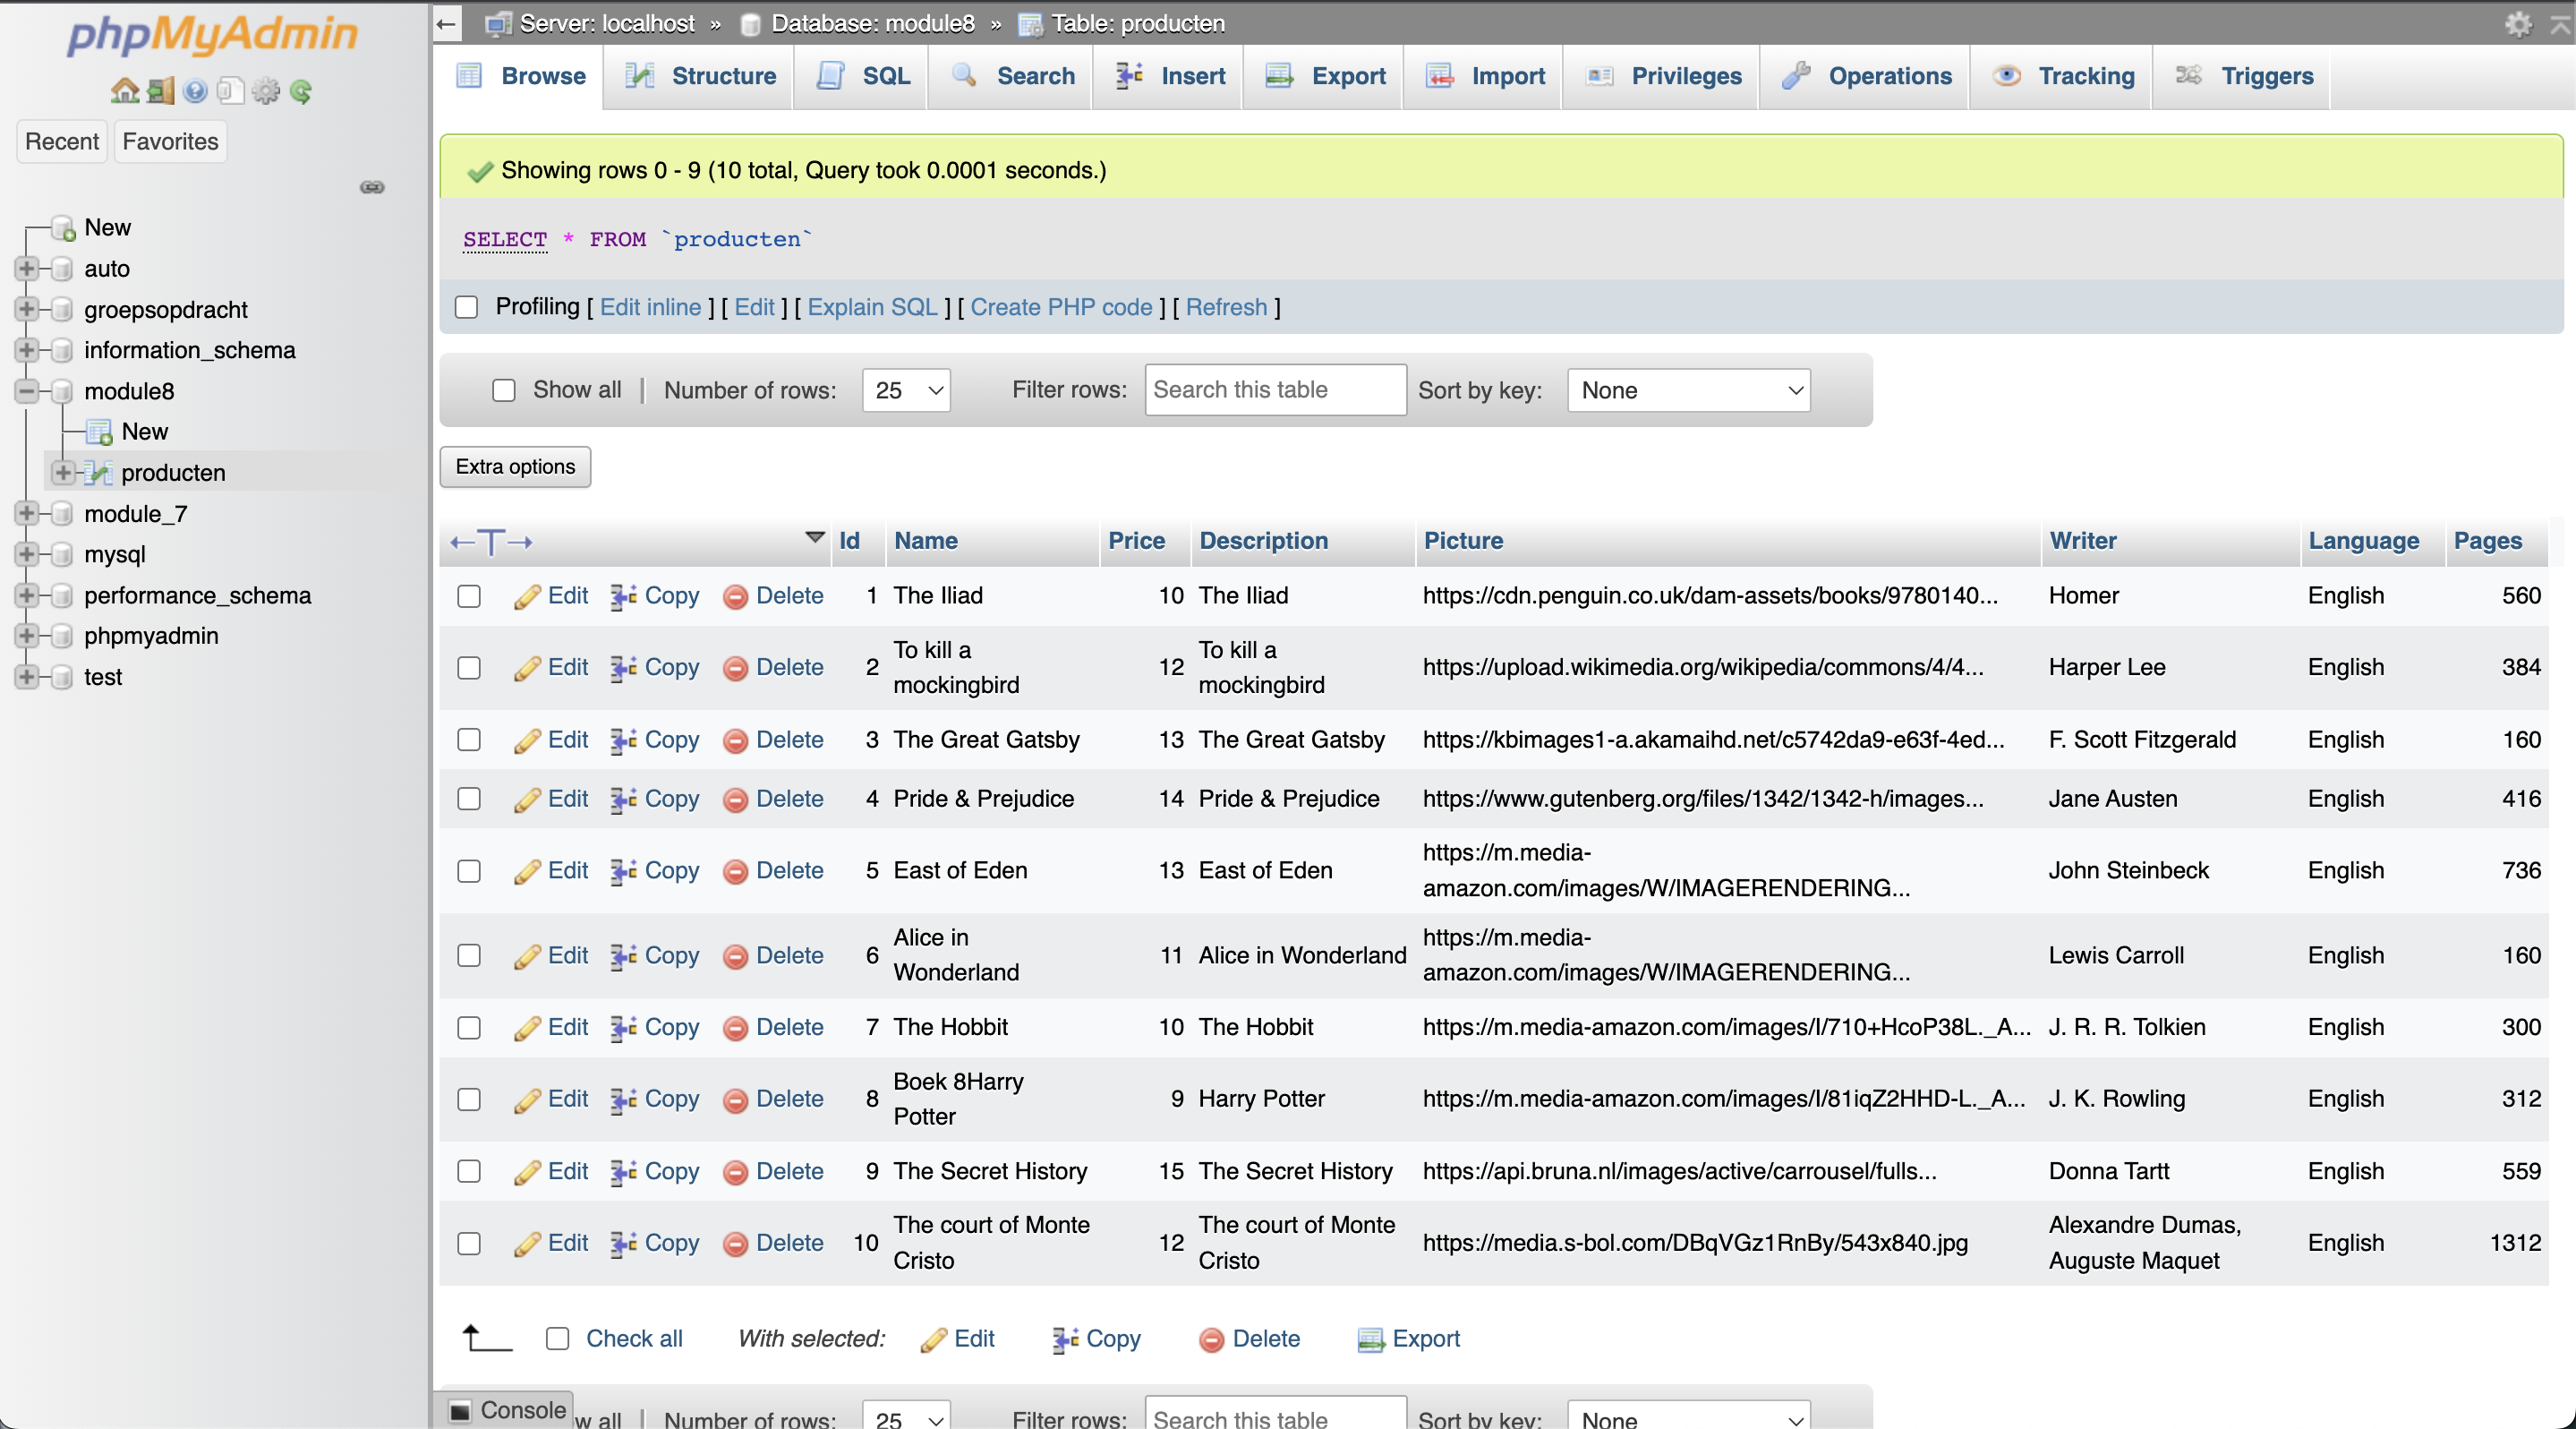 phpMyAdmin
Recent Favorites
New
auto
groepsopdracht
information_schema
module8
New
producten
module_7
mysql
performance_schema
phpmyadmin
test
Server: localhost » Database: module8 » Table: producten
Browse Structure SQL Search Insert Export Import Privileges Operations Tracking Triggers
Showing rows 0 - 9 (10 total, Query took 0.0001 seconds.)
SELECT * FROM `producten`
Profiling [ Edit inline ] [ Edit ] [ Explain SQL ] [ Create PHP code ] [ Refresh ]
Show all | Number of rows: 25 Filter rows: Search this table Sort by key: None
Extra options
←T→ Id Name Price Description Picture Writer Language Pages
Edit Copy Delete 1 The Iliad 10 The Iliad https://cdn.penguin.co.uk/dam-assets/books/9780140... Homer English 560
To kill a To kill a
Edit Copy Delete 2 12 https://upload.wikimedia.org/wikipedia/commons/4/4... Harper Lee English 384
mockingbird mockingbird
Edit Copy Delete 3 The Great Gatsby 13 The Great Gatsby https://kbimages1-a.akamaihd.net/c5742da9-e63f-4ed... F. Scott Fitzgerald English 160
Edit Copy Delete 4 Pride & Prejudice 14 Pride & Prejudice https://www.gutenberg.org/files/1342/1342-h/images... Jane Austen English 416
https://m.media-
Edit Copy Delete 5 East of Eden 13 East of Eden John Steinbeck English 736
amazon.com/images/W/IMAGERENDERING...
Alice in https://m.media-
Edit Copy Delete 6 11 Alice in Wonderland Lewis Carroll English 160
Wonderland amazon.com/images/W/IMAGERENDERING...
Edit Copy Delete 7 The Hobbit 10 The Hobbit https://m.media-amazon.com/images/I/710+HcoP38L._A... J. R. R. Tolkien English 300
Boek 8Harry
Edit Copy Delete 8 9 Harry Potter https://m.media-amazon.com/images/I/81iqZ2HHD-L._A... J. K. Rowling English 312
Potter
Edit Copy Delete 9 The Secret History 15 The Secret History https://api.bruna.nl/images/active/carrousel/fulls... Donna Tartt English 559
The court of Monte The court of Monte Alexandre Dumas,
Edit Copy Delete 10 12 https://media.s-bol.com/DBqVGz1RnBy/543x840.jpg English 1312
Cristo Cristo Auguste Maquet
Check all With selected: Edit Copy Delete Export
Console w all | Number of rows: 25 Filter rows: Search this table Sort by key: None